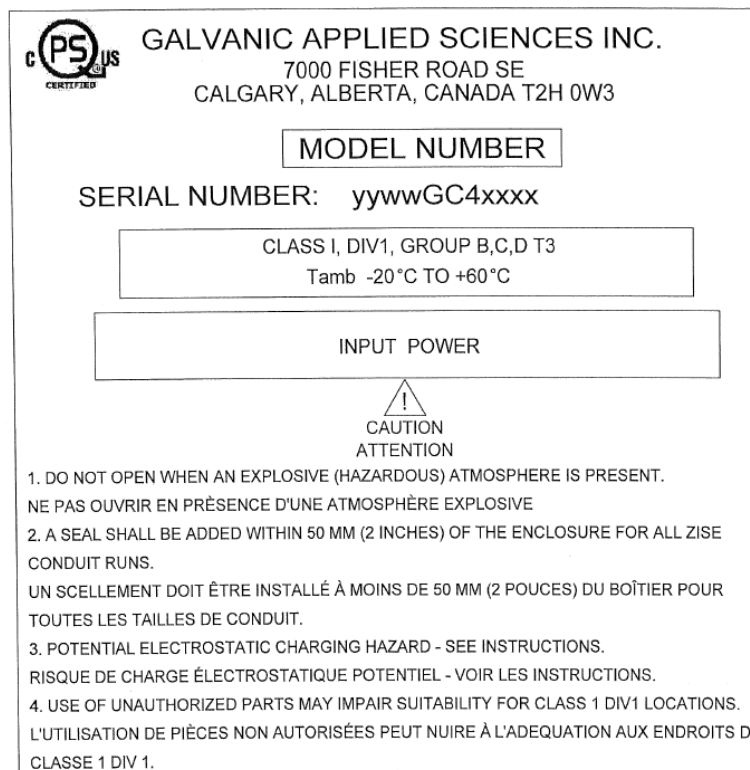 C PS US
CERTIFIED
GALVANIC APPLIED SCIENCES INC.
7000 FISHER ROAD SE
CALGARY, ALBERTA, CANADA T2H 0W3
MODEL NUMBER
SERIAL NUMBER: yywwGC4xxxx
CLASS I, DIV1, GROUP B,C,D T3
Tamb -20°C TO +60°C
INPUT POWER
!
CAUTION
ATTENTION
1. DO NOT OPEN WHEN AN EXPLOSIVE (HAZARDOUS) ATMOSPHERE IS PRESENT.
NE PAS OUVRIR EN PRÈSENCE D'UNE ATMOSPHÈRE EXPLOSIVE
2. A SEAL SHALL BE ADDED WITHIN 50 MM (2 INCHES) OF THE ENCLOSURE FOR ALL ZISE
CONDUIT RUNS.
UN SCELLEMENT DOIT ÊTRE INSTALLÉ À MOINS DE 50 MM (2 POUCES) DU BOÎTIER POUR
TOUTES LES TAILLES DE CONDUIT.
3. POTENTIAL ELECTROSTATIC CHARGING HAZARD - SEE INSTRUCTIONS.
RISQUE DE CHARGE ÉLECTROSTATIQUE POTENTIEL - VOIR LES INSTRUCTIONS.
4. USE OF UNAUTHORIZED PARTS MAY IMPAIR SUITABILITY FOR CLASS 1 DIV1 LOCATIONS.
L'UTILISATION DE PIÈCES NON AUTORISÉES PEUT NUIRE À L'ADEQUATION AUX ENDROITS D
CLASSE 1 DIV 1.